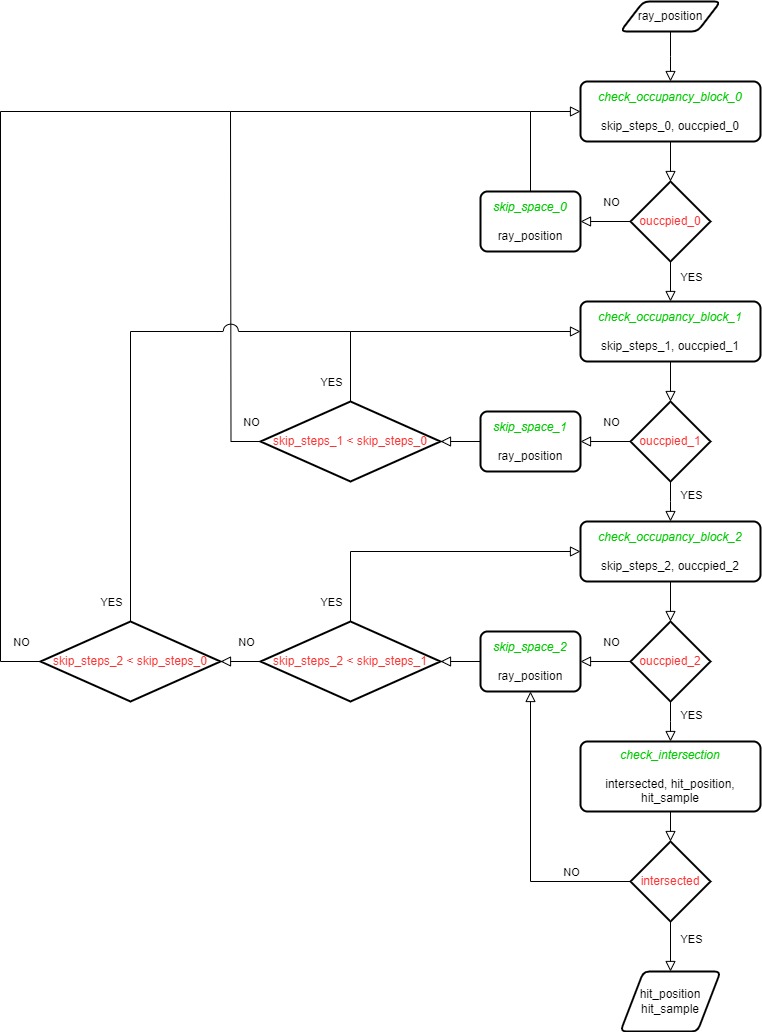 ray_position
check_occupancy_block_0
skip_steps_0, ouccpied_0
skip_space_0
ray_position
NO
ouccpied_0
YES
check_occupancy_block_1
skip_steps_1, ouccpied_1
YES
NO
skip_steps_1 < skip_steps_0
skip_space_1
ray_position
NO
ouccpied_1
YES
check_occupancy_block_2
skip_steps_2, ouccpied_2
YES
YES
NO
skip_steps_2 < skip_steps_0
NO
skip_steps_2 < skip_steps_1
skip_space_2
ray_position
NO
ouccpied_2
YES
check_intersection
intersected, hit_position,
hit_sample
NO
intersected
YES
hit_position
hit_sample